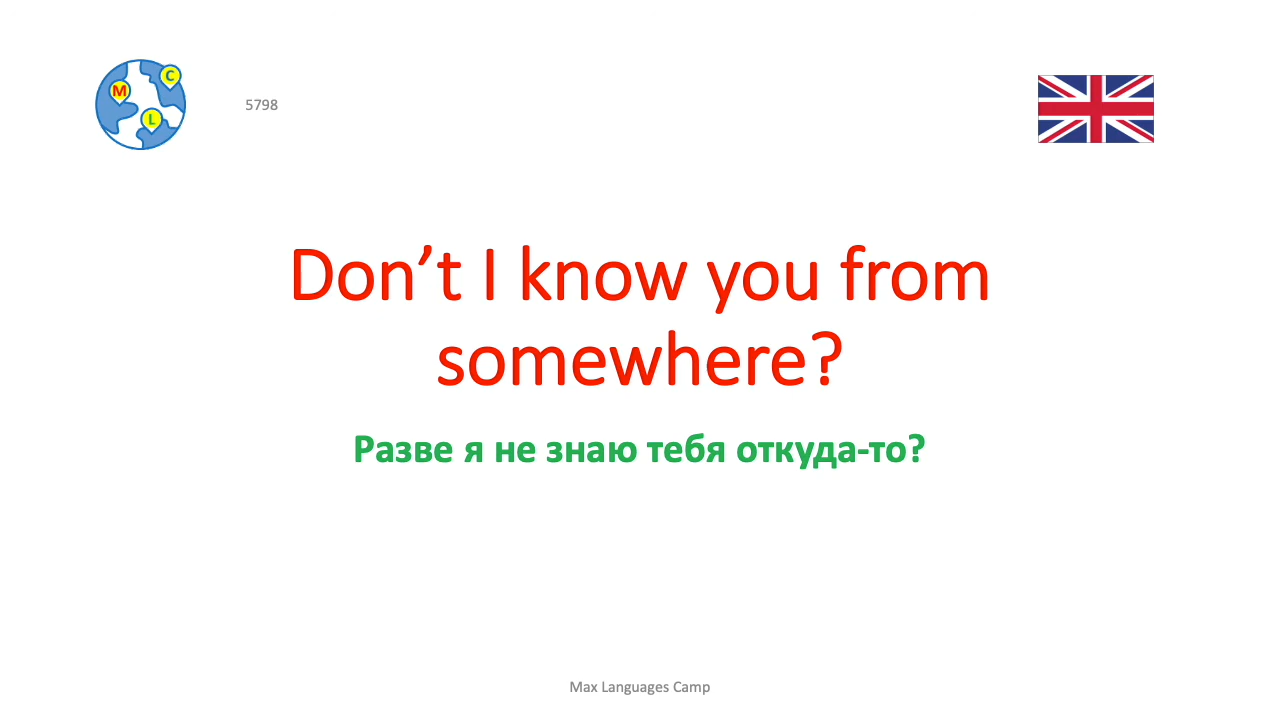 M
C
L
5798
Don’t I know you from
somewhere?
Разве я не знаю тебя откуда-то?
Max Languages Camp